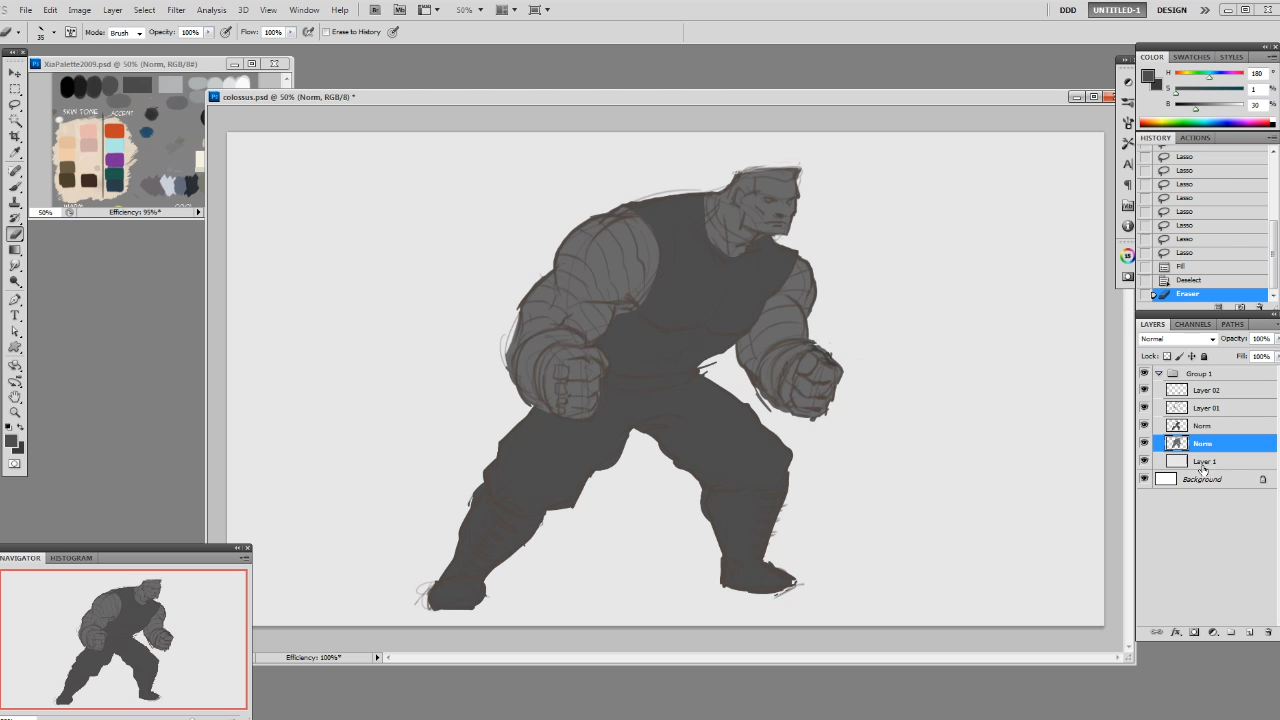 File Edit Image Layer Select Filter Analysis 3D View Window Help 50% DDD UNTITLED-1 DESIGN
35 Mode: Brush Opacity: 100% Flow: 100% Erase to History
XiaPalette2009.psd @ 50% (Norm, RGB/8#)
SKIN TONE ACCENT
50% Efficiency: 95%*
colossus.psd @ 50% (Norm, RGB/8) *
Efficiency: 100%*
NAVIGATOR HISTOGRAM
COLOR SWATCHES STYLES
H 180 °
S 1 %
B 30 %
HISTORY ACTIONS
Lasso
Lasso
Lasso
Lasso
Lasso
Lasso
Lasso
Lasso
Fill
Deselect
Eraser
LAYERS CHANNELS PATHS
Normal Opacity: 100%
Lock: Fill: 100%
Group 1
Layer 02
Layer 01
Norm
Norm
Layer 1
Background